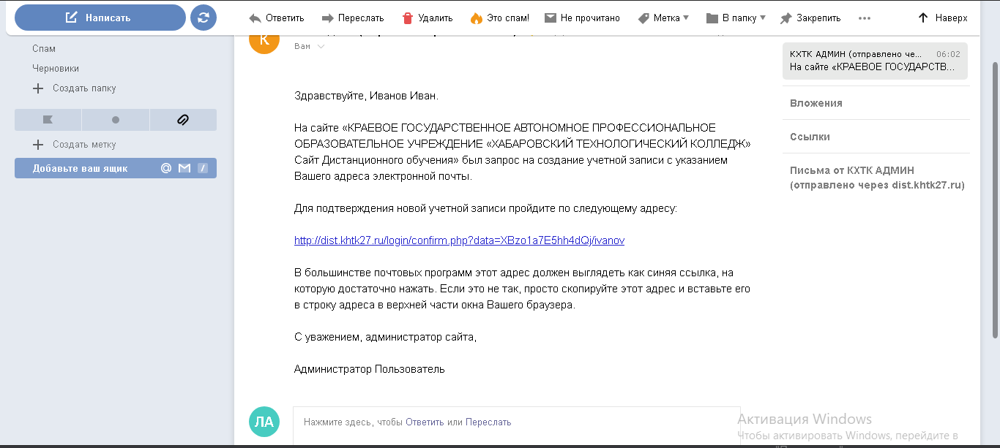 Написать
Ответить
Переслать
Удалить
Это спам!
Не прочитано
Метка
В папку
Закрепить
Наверх
Спам
Черновики
Создать папку
Создать метку
Добавьте ваш ящик
К
Вам
Здравствуйте, Иванов Иван.
На сайте «КРАЕВОЕ ГОСУДАРСТВЕННОЕ АВТОНОМНОЕ ПРОФЕССИОНАЛЬНОЕ
ОБРАЗОВАТЕЛЬНОЕ УЧРЕЖДЕНИЕ «ХАБАРОВСКИЙ ТЕХНОЛОГИЧЕСКИЙ КОЛЛЕДЖ»
Сайт Дистанционного обучения» был запрос на создание учетной записи с указанием
Вашего адреса электронной почты.
Для подтверждения новой учетной записи пройдите по следующему адресу:
http://dist.khtk27.ru/login/confirm.php?data=XBzo1a7E5hh4dQj/ivanov
В большинстве почтовых программ этот адрес должен выглядеть как синяя ссылка, на
которую достаточно нажать. Если это не так, просто скопируйте этот адрес и вставьте его
в строку адреса в верхней части окна Вашего браузера.
С уважением, администратор сайта,
Администратор Пользователь
ЛА
Нажмите здесь, чтобы Ответить или Переслать
КХТК АДМИН (отправлено че... 06:02
На сайте «КРАЕВОЕ ГОСУДАРСТВ...
Вложения
Ссылки
Письма от КХТК АДМИН
(отправлено через dist.khtk27.ru)
Активация Windows
Чтобы активировать Windows, перейдите в